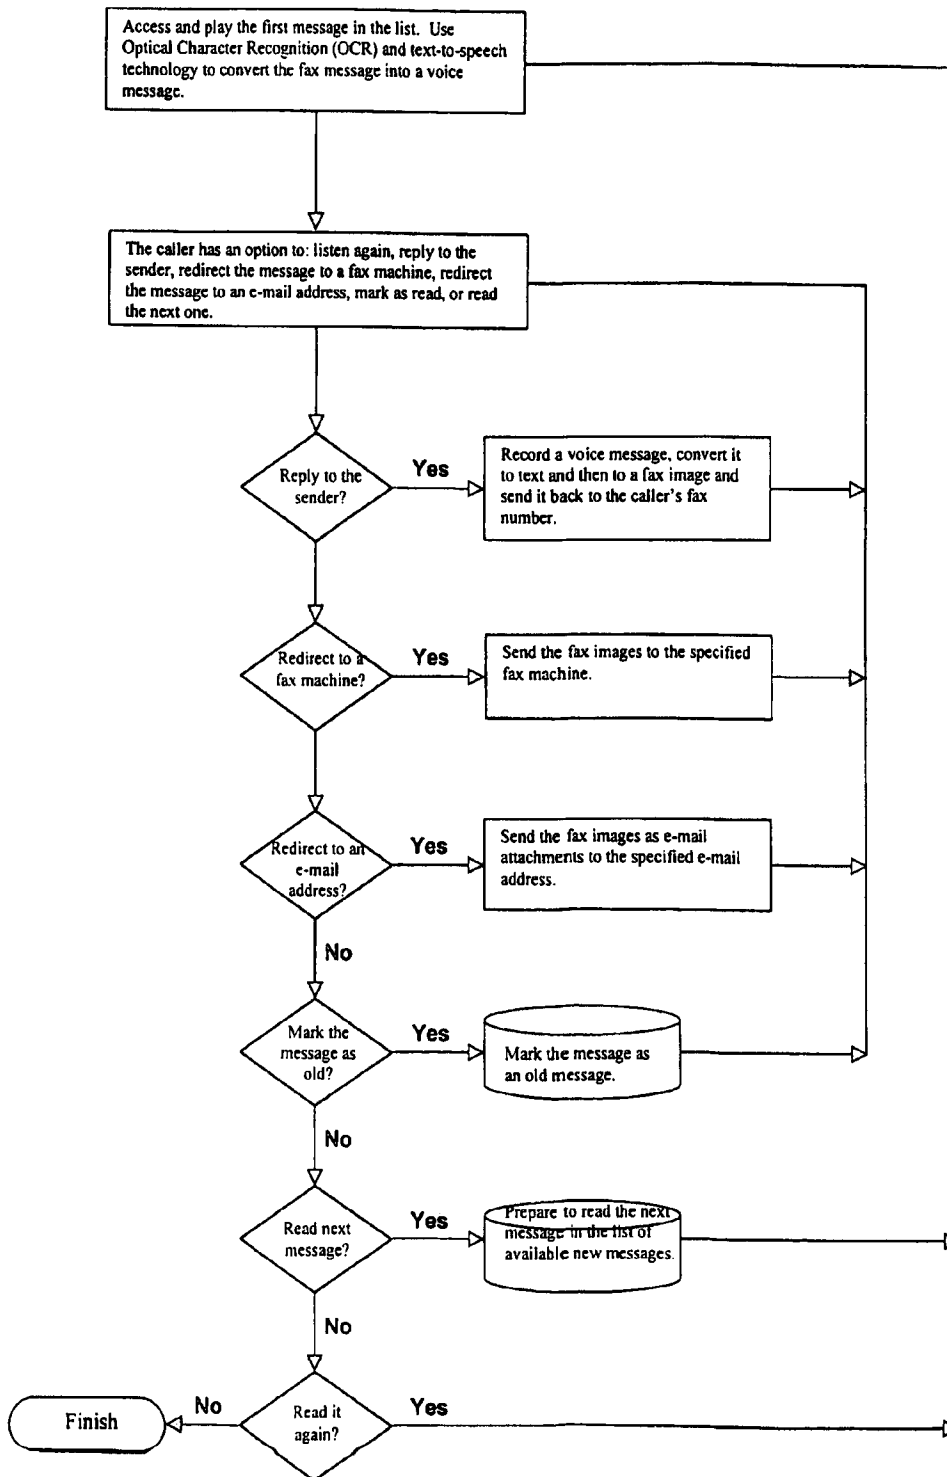 Access and play the first message in the list. Use
Optical Character Recognition (OCR) and text-to-speech
technology to convert the fax message into a voice
message.
The caller has an option to: listen again, reply to the
sender, redirect the message to a fax machine, redirect
the message to an e-mail address, mark as read, or read
the next one.
Reply to the
sender?
Yes
Record a voice message, convert it
to text and then to a fax image and
send it back to the caller's fax
number.
Redirect to a
fax machine?
Yes
Send the fax images to the specified
fax machine.
Redirect to an
e-mail
address?
Yes
Send the fax images as e-mail
attachments to the specified e-mail
address.
No
Mark the
message as
old?
Yes
Mark the message as
an old message.
No
Read next
message?
Yes
Prepare to read the next
message in the list of
available new messages.
No
Read it
again?
Yes
No
Finish